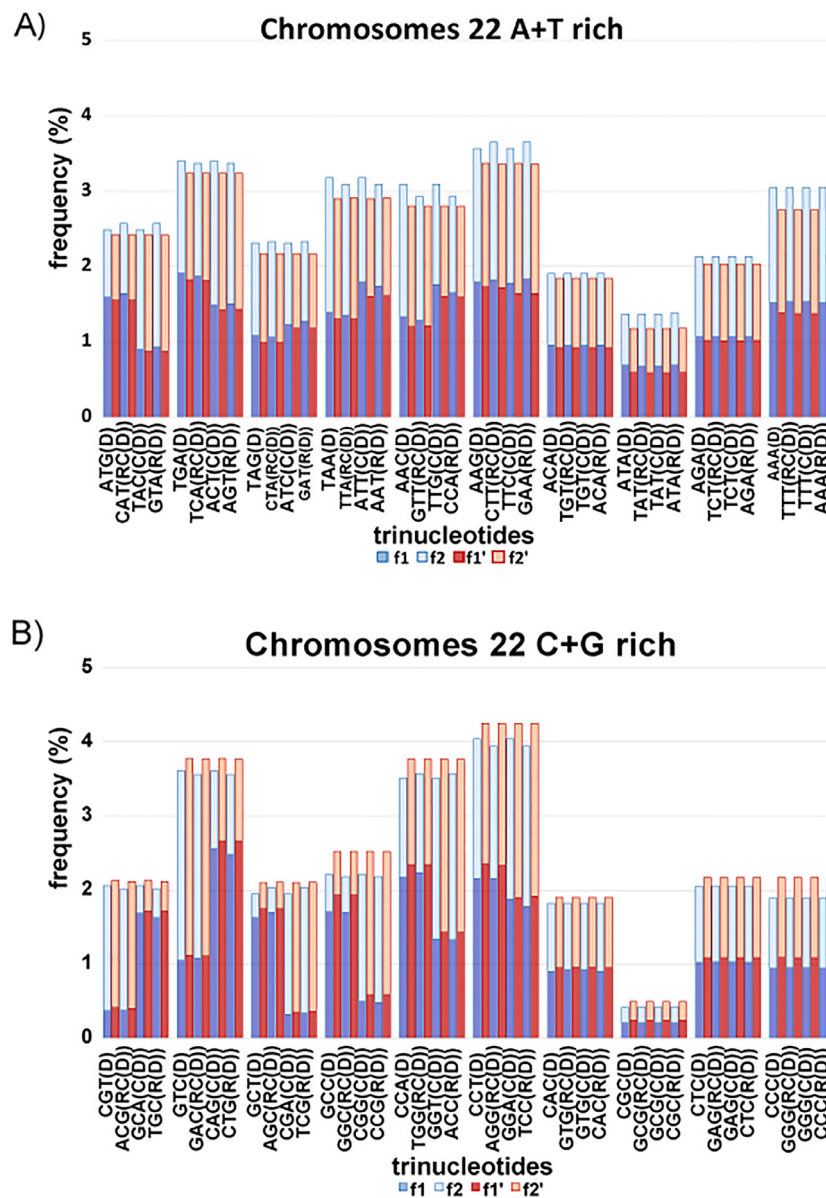 A)
Chromosomes 22 A+T rich
5
4
3
2
1
0
frequency (%)
ATG(D)
CAT(RC(D))
TAC(C(D))
GTA(R(D))
TGA(D)
TCA(RC(D))
ACT(C(D))
AGT(R(D))
TAG(D)
CTA(RC(D))
ATC(C(D))
GAT(R(D))
TAA(D)
TTA(RC(D))
ATT(C(D))
AAT(R(D))
AAC(D)
GTT(RC(D))
TTG(C(D))
CCA(R(D))
AAG(D)
CTT(RC(D))
TTC(C(D))
GAA(R(D))
ACA(D)
TGT(RC(D))
TGT(C(D))
ACA(R(D))
ATA(D)
TAT(RC(D))
TAT(C(D))
ATA(R(D))
AGA(D)
TCT(RC(D))
TCT(C(D))
AGA(R(D))
AAA(D)
TTT(RC(D))
TTT(C(D))
AAA(R(D))
trinucleotides
f1 f2 f1' f2'
B)
Chromosomes 22 C+G rich
5
4
3
2
1
0
frequency (%)
CGT(D)
ACG(RC(D))
GCA(C(D))
TGC(R(D))
GTC(D)
GAC(RC(D))
CAG(C(D))
CTG(R(D))
GCT(D)
AGC(RC(D))
CGA(C(D))
TCG(R(D))
GCC(D)
GGC(RC(D))
CGG(C(D))
CCG(R(D))
CCA(D)
TGG(RC(D))
GGT(C(D))
ACC(R(D))
CCT(D)
AGG(RC(D))
GGA(C(D))
TCC(R(D))
CAC(D)
GTG(RC(D))
GTG(C(D))
CAC(R(D))
CGC(D)
GCG(RC(D))
GCG(C(D))
CGC(R(D))
CTC(D)
GAG(RC(D))
GAG(C(D))
CTC(R(D))
CCC(D)
GGG(RC(D))
GGG(C(D))
CCC(R(D))
trinucleotides
f1 f2 f1' f2'